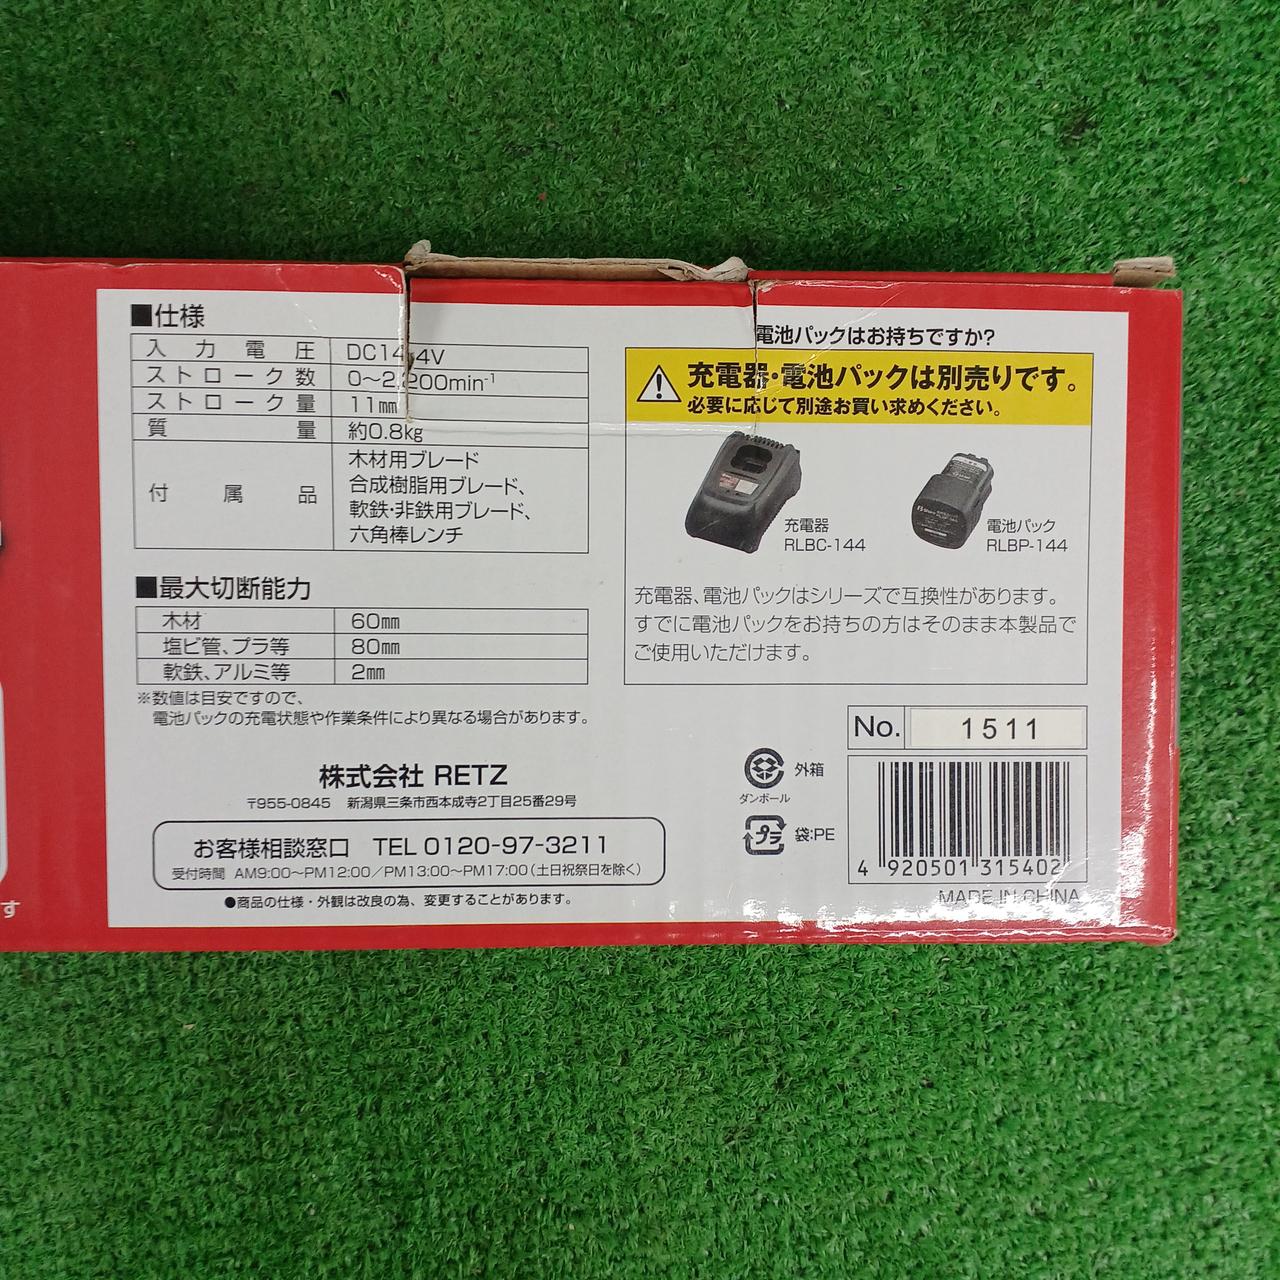 ■仕様
入力電圧 DC14.4V
ストローク数 0～2,200min-1
ストローク量 11mm
質量 約0.8kg
付属品 木材用ブレード
合成樹脂用ブレード、
軟鉄・非鉄用ブレード、
六角棒レンチ
■最大切断能力
木材 60mm
塩ビ管、プラ等 80mm
軟鉄、アルミ等 2mm
※数値は目安ですので、
電池パックの充電状態や作業条件により異なる場合があります。
株式会社 RETZ
〒955-0845 新潟県三条市西本成寺2丁目25番29号
お客様相談窓口 TEL 0120-97-3211
受付時間 AM9:00～PM12:00／PM13:00～PM17:00(土日祝祭日を除く)
●商品の仕様・外観は改良の為、変更することがあります。
電池パックはお持ちですか?
充電器・電池パックは別売りです。
必要に応じて別途お買い求めください。
充電器
RLBC-144
電池パック
RLBP-144
充電器、電池パックはシリーズで互換性があります。
すでに電池パックをお持ちの方はそのまま本製品で
ご使用いただけます。
No. 1511
外箱
ダンボール
プラ 袋:PE
4 920501 315402
MADE IN CHINA
す